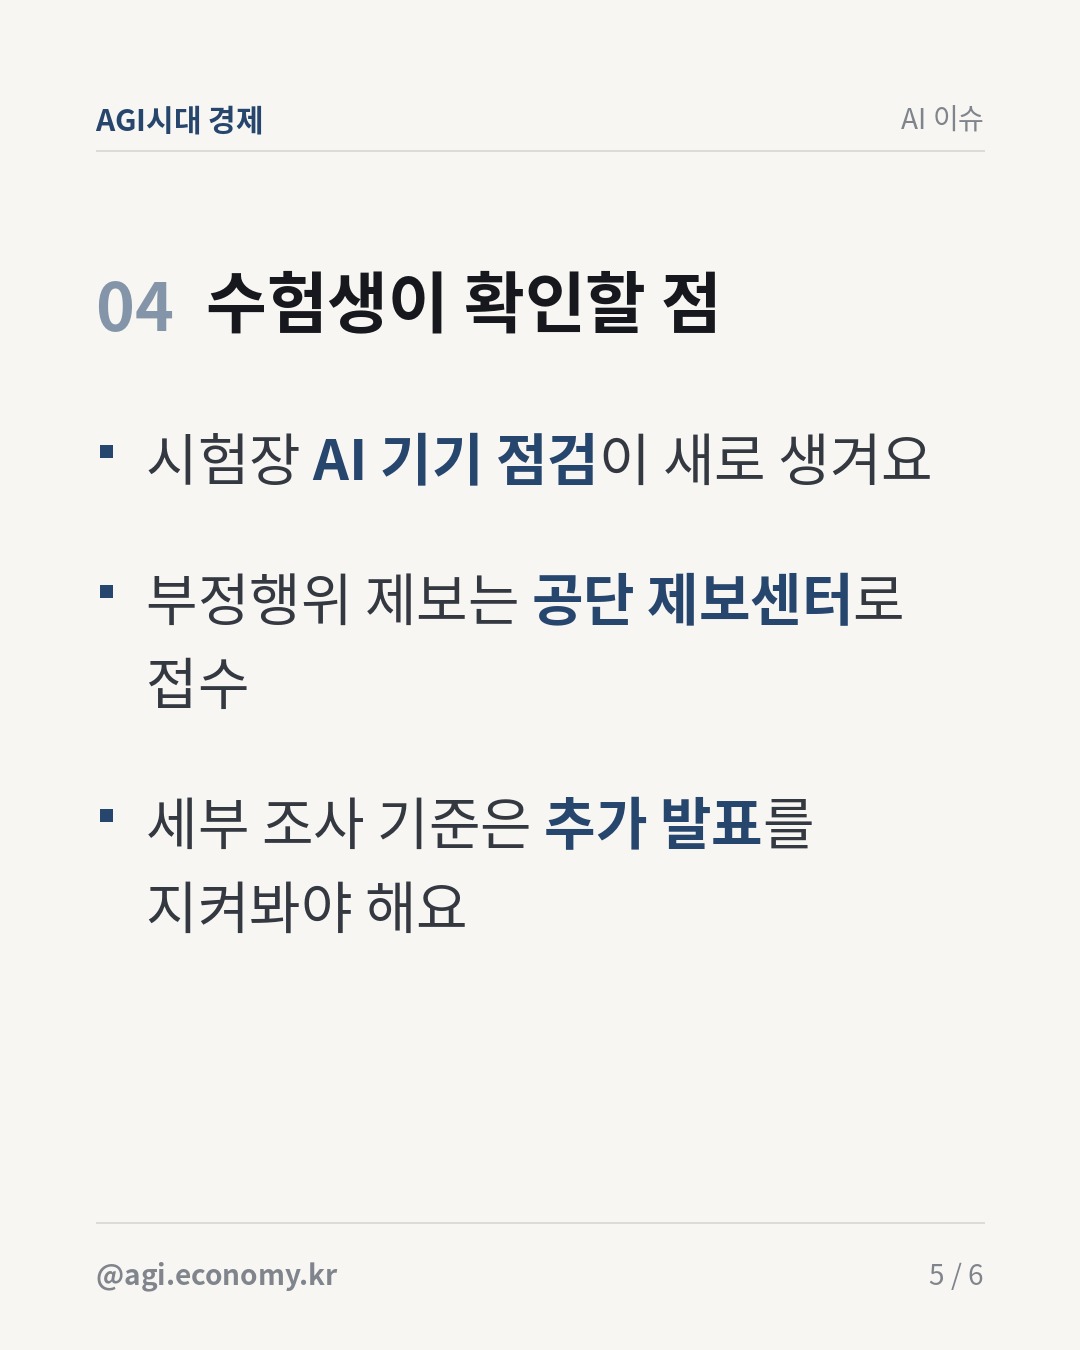 AGI시대 경제
AI 이슈
04 수험생이 확인할 점
▪ 시험장 AI 기기 점검이 새로 생겨요
▪ 부정행위 제보는 공단 제보센터로
접수
▪ 세부 조사 기준은 추가 발표를
지켜봐야 해요
@agi.economy.kr
5 / 6